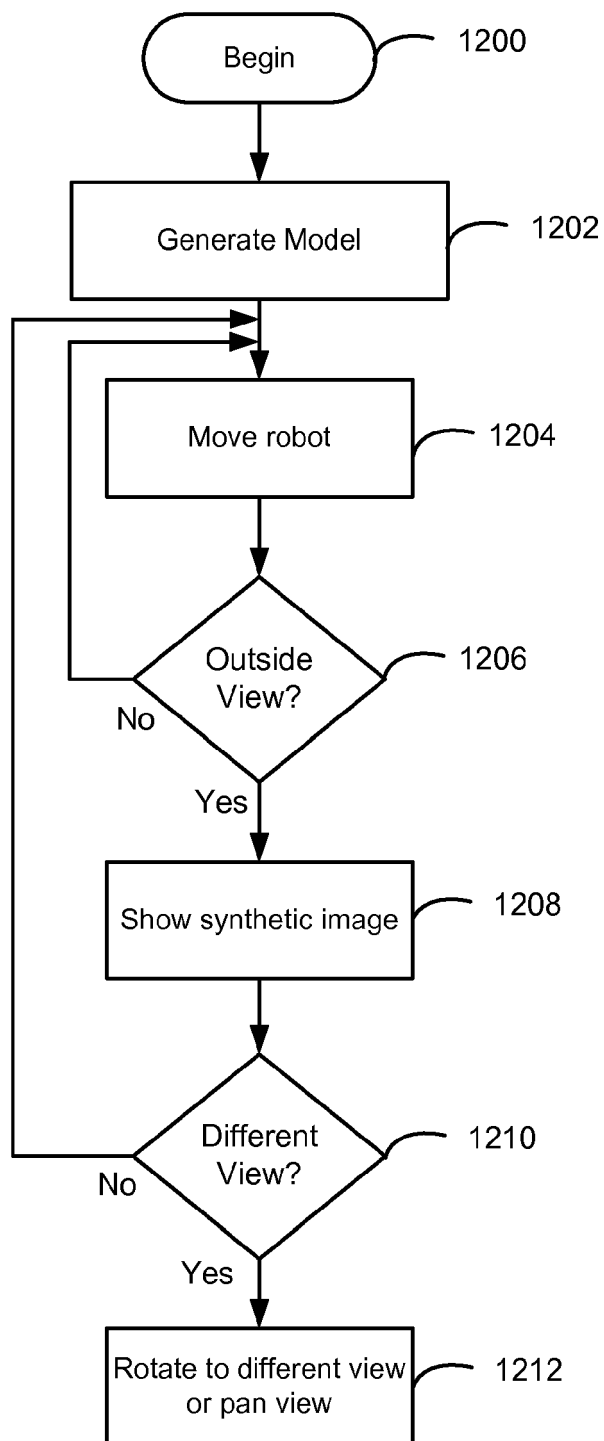 Begin
1200
Generate Model
1202
Move robot
1204
Outside
View?
1206
No
Yes
Show synthetic image
1208
Different
View?
1210
No
Yes
Rotate to different view
or pan view
1212